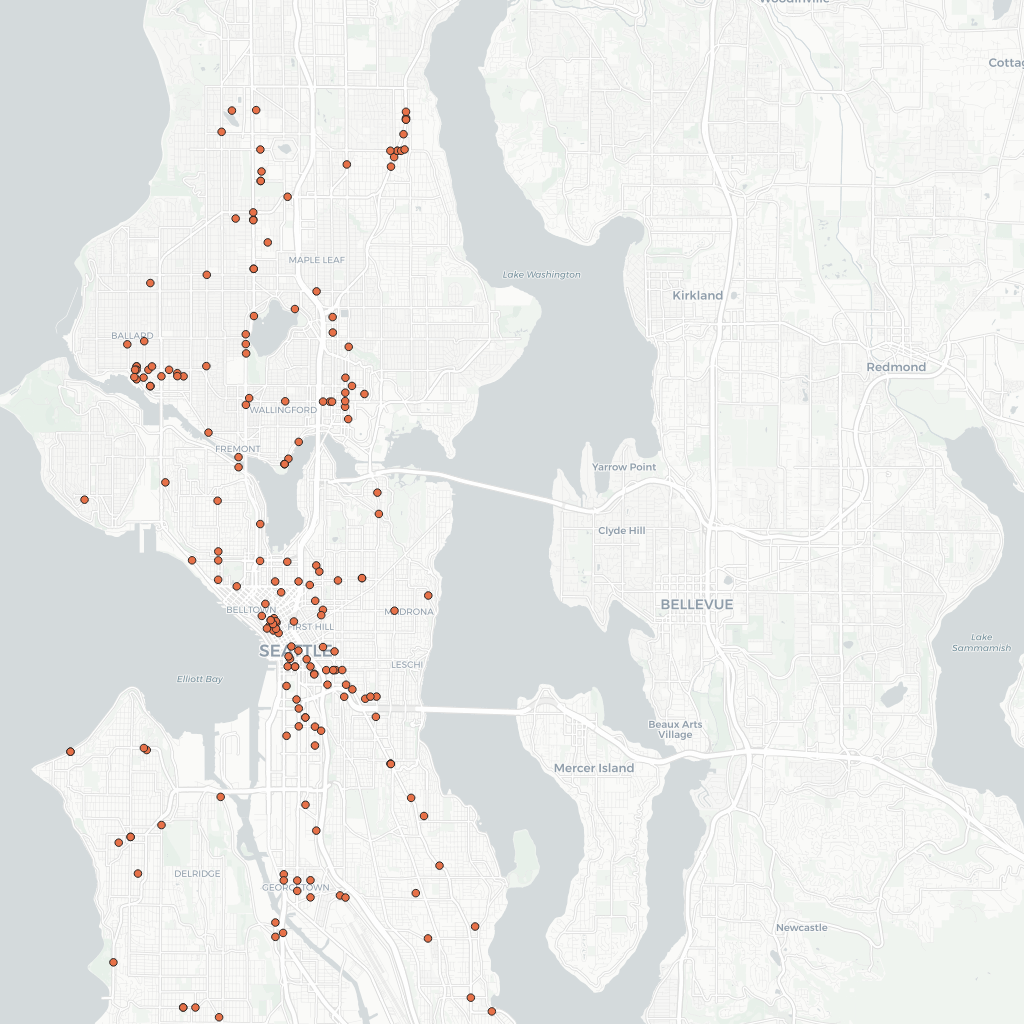 Woodinville
Cottag
MAPLE LEAF
Lake Washington
Kirkland
BALLARD
Redmond
WALLINGFORD
FREMONT
Yarrow Point
Clyde Hill
BELLEVUE
BELLTOWN
MADRONA
FIRST HILL
Lake
Sammamish
SEATTLE
LESCHI
Elliott Bay
Beaux Arts
Village
Mercer Island
DELRIDGE
GEORGETOWN
Newcastle